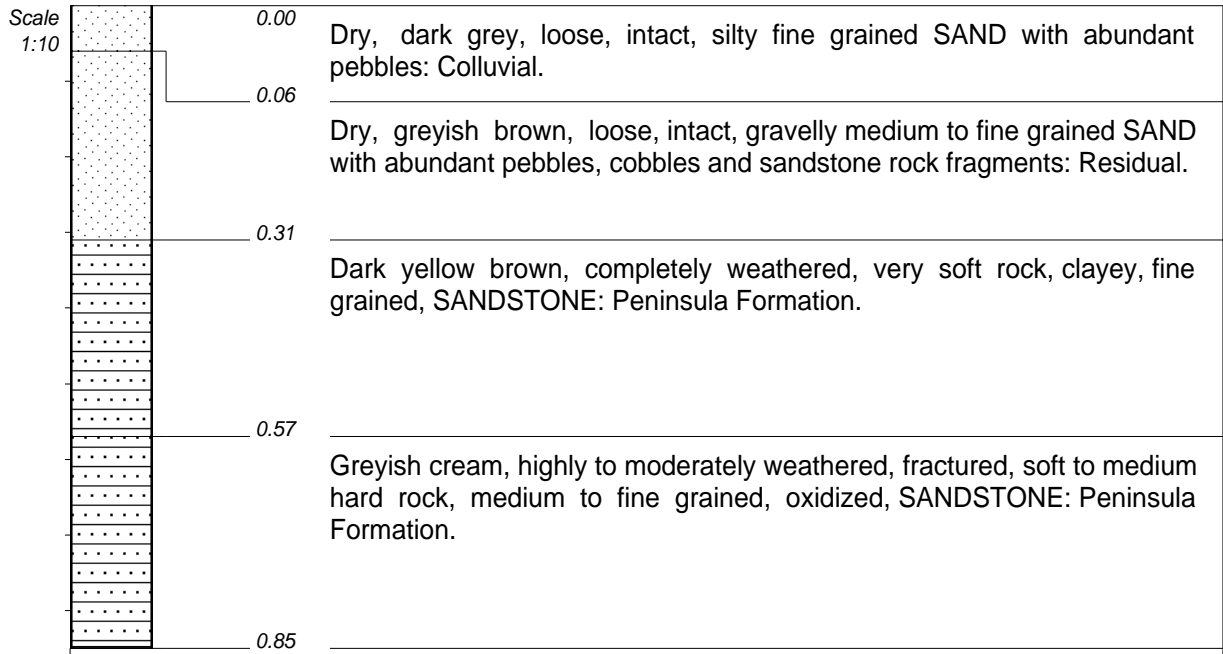 Scale
1:10
0.00
Dry, dark grey, loose, intact, silty fine grained SAND with abundant
pebbles: Colluvial.
0.06
Dry, greyish brown, loose, intact, gravelly medium to fine grained SAND
with abundant pebbles, cobbles and sandstone rock fragments: Residual.
0.31
Dark yellow brown, completely weathered, very soft rock, clayey, fine
grained, SANDSTONE: Peninsula Formation.
0.57
Greyish cream, highly to moderately weathered, fractured, soft to medium
hard rock, medium to fine grained, oxidized, SANDSTONE: Peninsula
Formation.
0.85